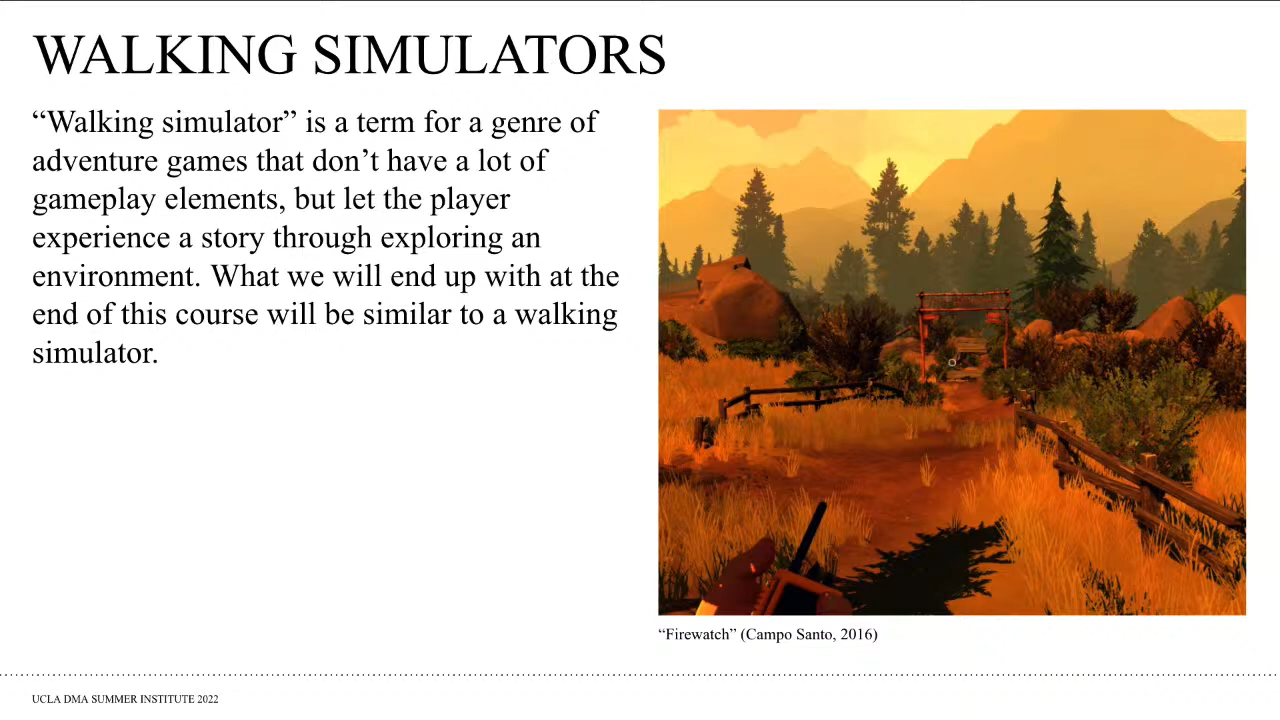 WALKING SIMULATORS
“Walking simulator” is a term for a genre of
adventure games that don’t have a lot of
gameplay elements, but let the player
experience a story through exploring an
environment. What we will end up with at the
end of this course will be similar to a walking
simulator.
“Firewatch” (Campo Santo, 2016)
UCLA DMA SUMMER INSTITUTE 2022